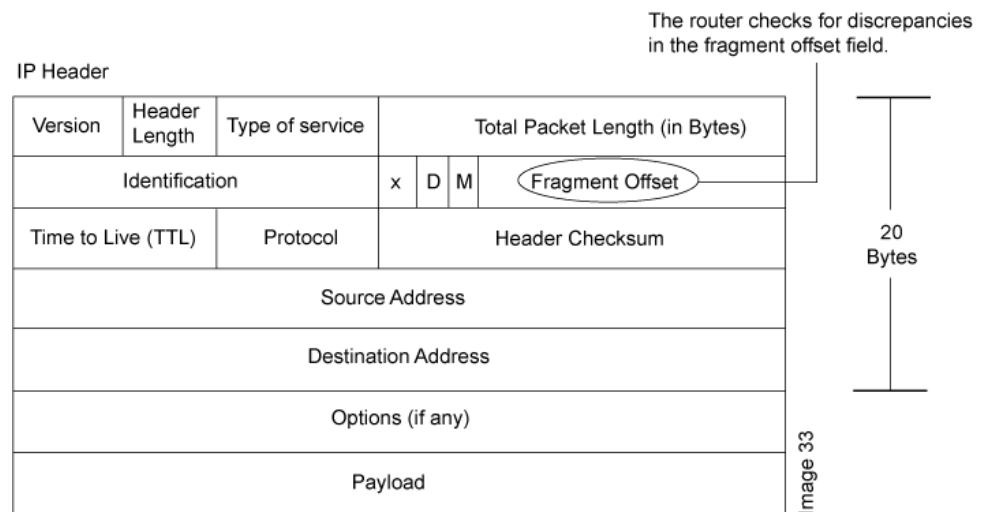 The router checks for discrepancies
in the fragment offset field.
IP Header
Version
Header
Length
Type of service
Total Packet Length (in Bytes)
Identification
x
D
M
Fragment Offset
Time to Live (TTL)
Protocol
Header Checksum
20
Bytes
Source Address
Destination Address
Options (if any)
Payload
Image 33